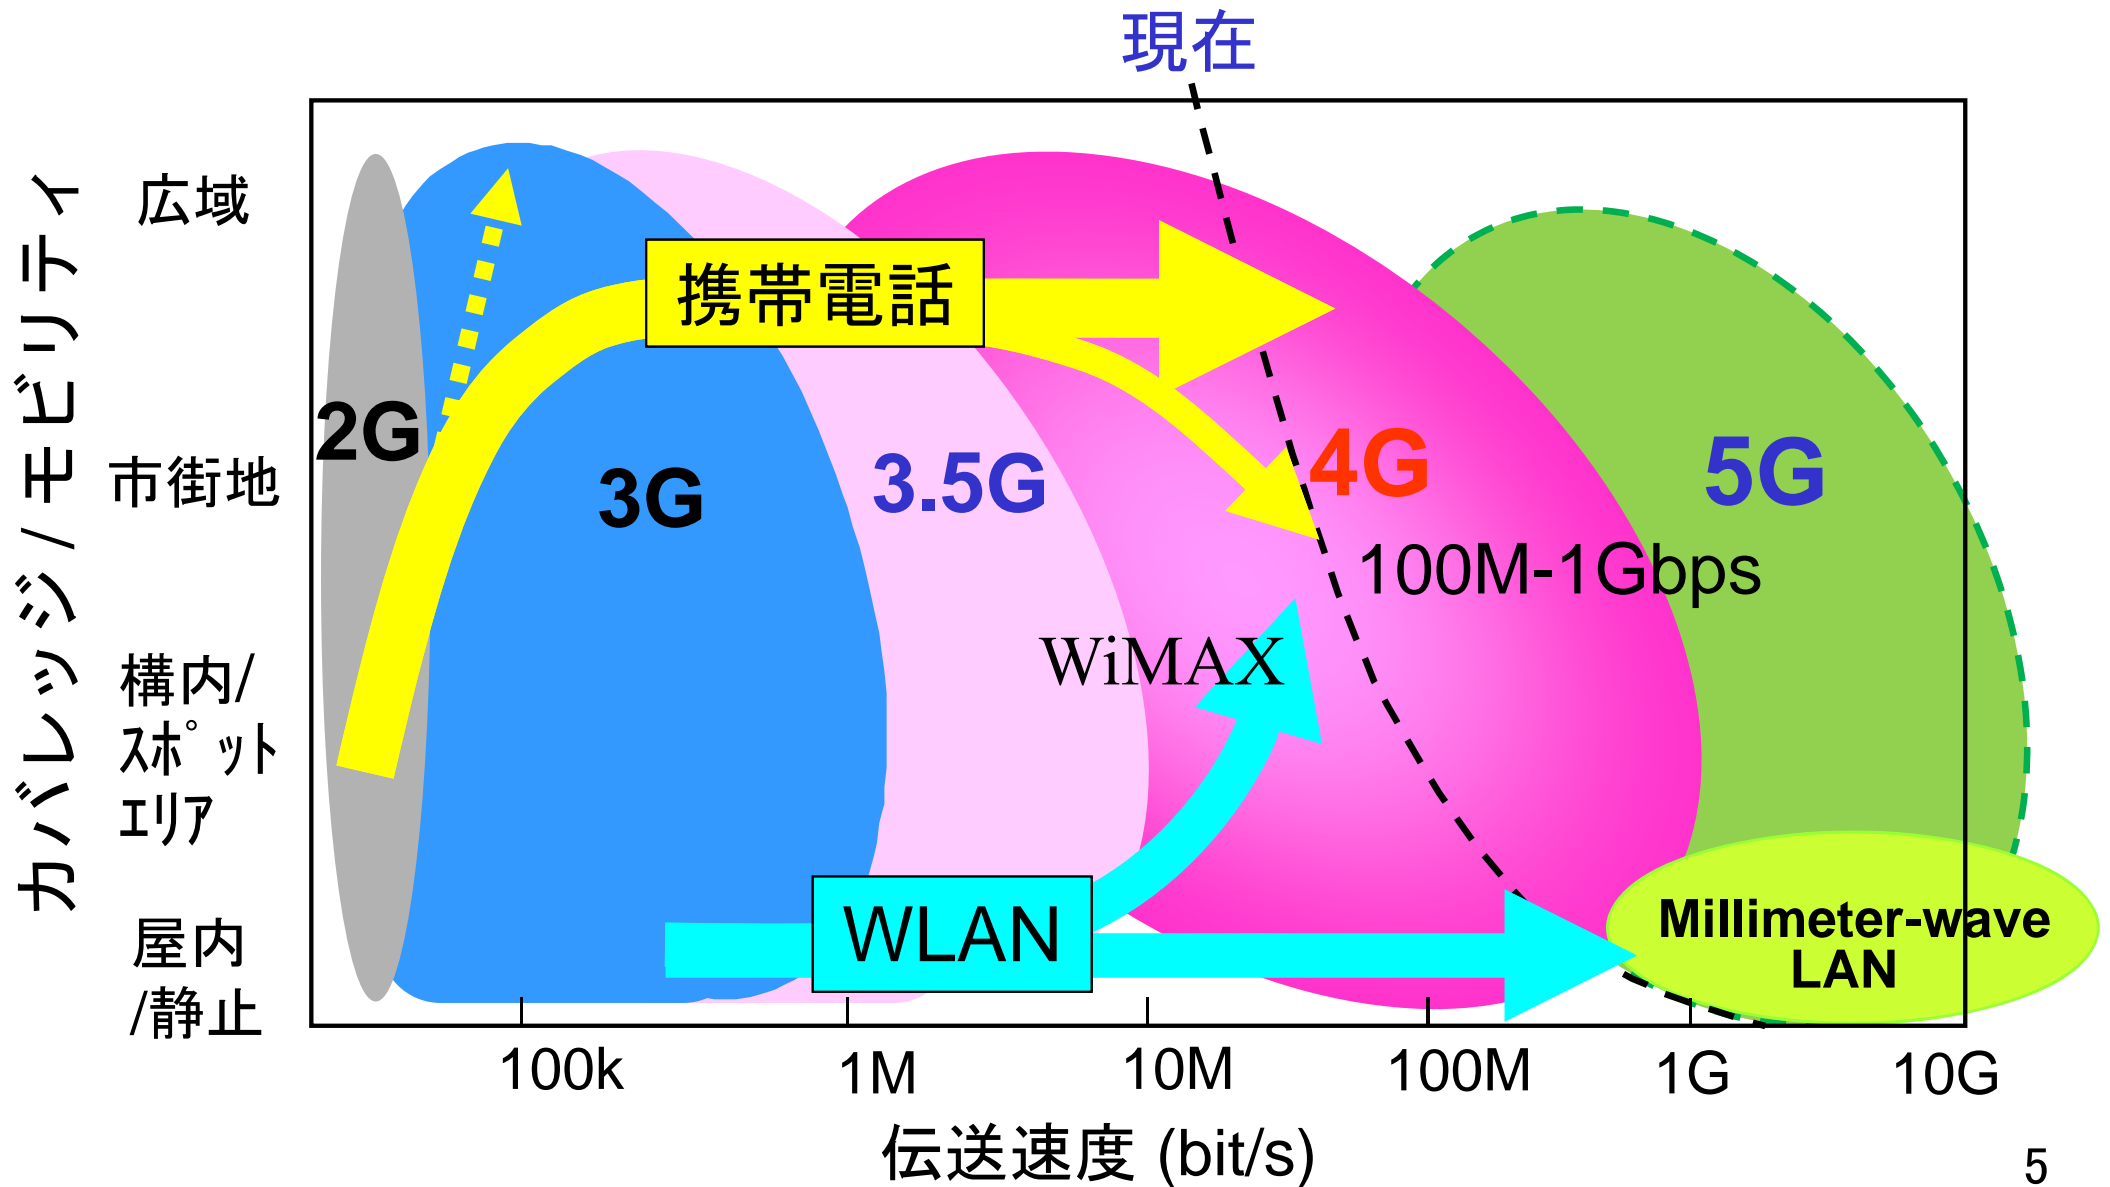 現在
カバレッジ / モビリティ
広域
市街地
構内/
ｽﾎﾟｯﾄ
ｴﾘｱ
屋内
/静止
携帯電話
2G
3G
3.5G
4G
5G
100M-1Gbps
WiMAX
WLAN
Millimeter-wave
LAN
100k
1M
10M
100M
1G
10G
伝送速度 (bit/s)
5